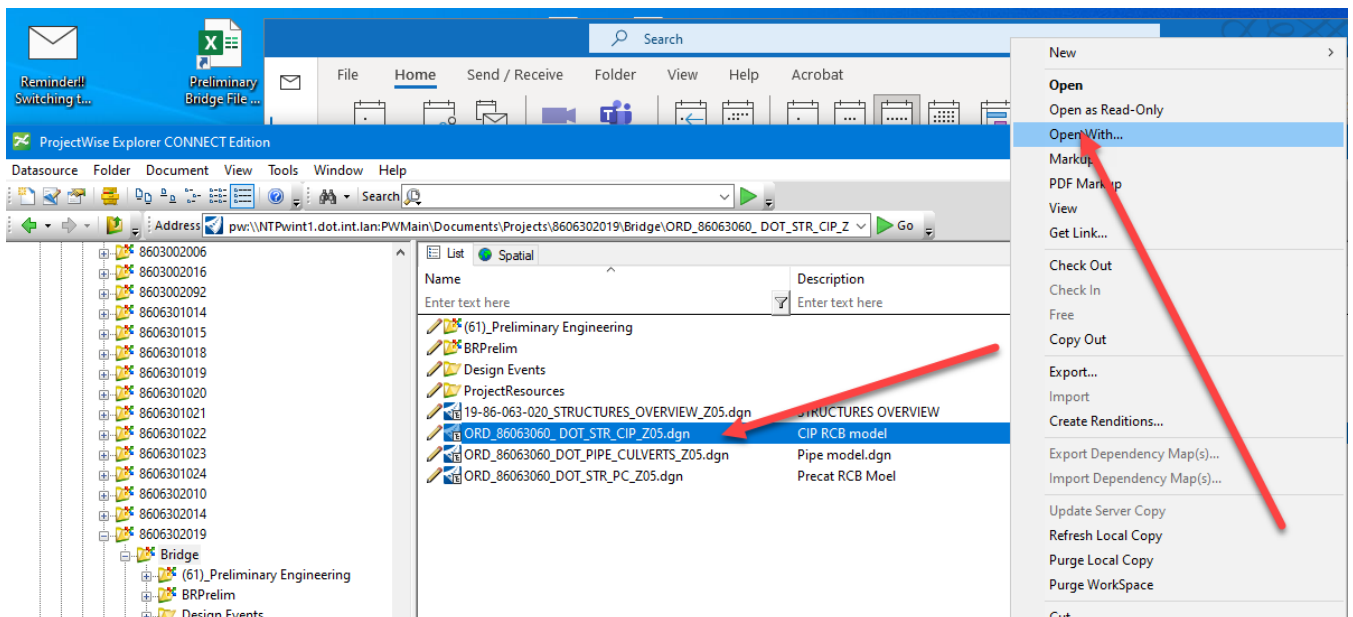 Search
Reminder!!
Switching t...
Preliminary
Bridge File ...
File Home Send / Receive Folder View Help Acrobat
ProjectWise Explorer CONNECT Edition
Datasource Folder Document View Tools Window Help
Search
Address pw:\\NTPwint1.dot.int.lan:PWMain\Documents\Projects\8606302019\Bridge\ORD_86063060_ DOT_STR_CIP_Z Go
8603002006
8603002016
8603002092
8606301014
8606301015
8606301018
8606301019
8606301020
8606301021
8606301022
8606301023
8606301024
8606302010
8606302014
8606302019
Bridge
(61)_Preliminary Engineering
BRPrelim
Design Events
List Spatial
Name Description
Enter text here Enter text here
(61)_Preliminary Engineering
BRPrelim
Design Events
ProjectResources
19-86-063-020_STRUCTURES_OVERVIEW_Z05.dgn STRUCTURES OVERVIEW
ORD_86063060_ DOT_STR_CIP_Z05.dgn CIP RCB model
ORD_86063060_DOT_PIPE_CULVERTS_Z05.dgn Pipe model.dgn
ORD_86063060_DOT_STR_PC_Z05.dgn Precat RCB Moel
New
Open
Open as Read-Only
Open With...
Markup
PDF Markup
View
Get Link...
Check Out
Check In
Free
Copy Out
Export...
Import
Create Renditions...
Export Dependency Map(s)...
Import Dependency Map(s)...
Update Server Copy
Refresh Local Copy
Purge Local Copy
Purge WorkSpace
Cut